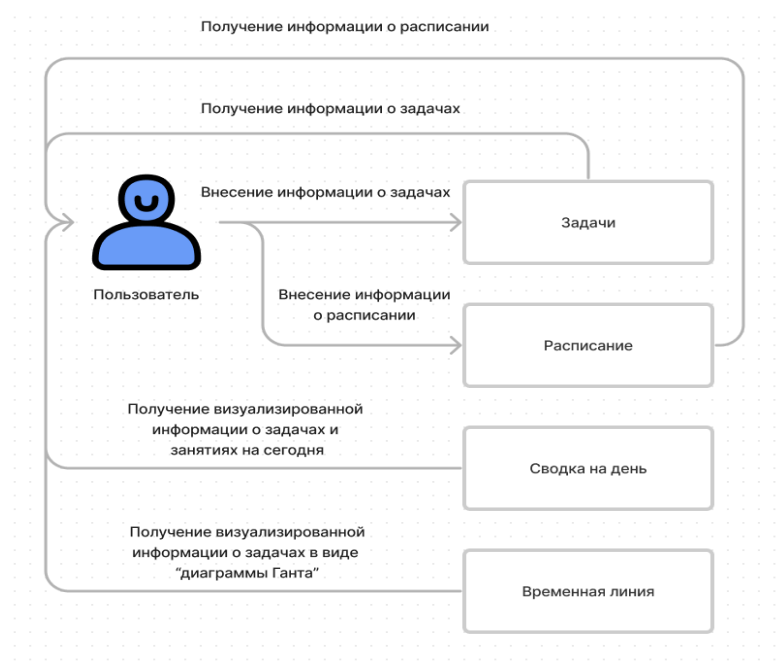 Получение информации о расписании
Получение информации о задачах
Внесение информации о задачах
Задачи
Пользователь
Внесение информации
о расписании
Расписание
Получение визуализированной
информации о задачах и
занятиях на сегодня
Сводка на день
Получение визуализированной
информации о задачах в виде
“диаграммы Ганта”
Временная линия